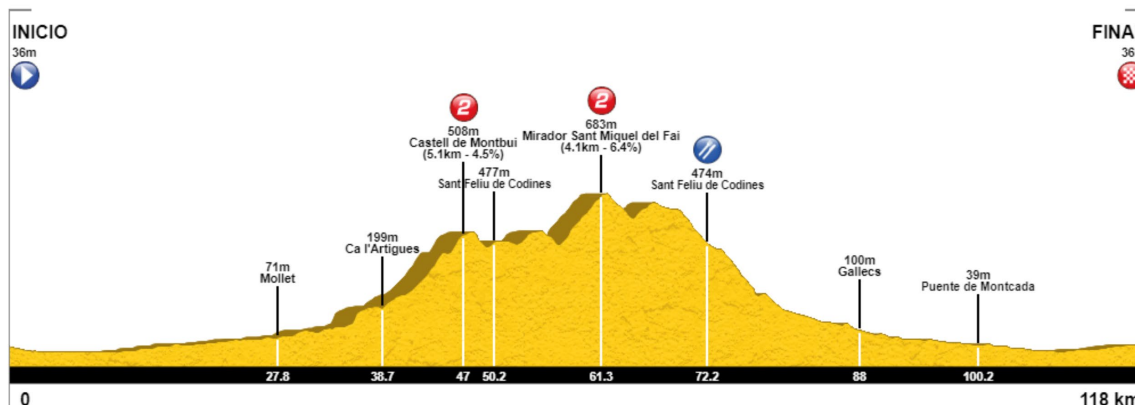 INICIO
36m
FINA
36
2
508m
Castell de Montbui
(5.1km - 4.5%)
477m
Sant Feliu de Codines
2
683m
Mirador Sant Miquel del Fai
(4.1km - 6.4%)
474m
Sant Feliu de Codines
199m
Ca l'Artigues
71m
Mollet
100m
Gallecs
39m
Puente de Montcada
27.8
38.7
47
50.2
61.3
72.2
88
100.2
0
118 km